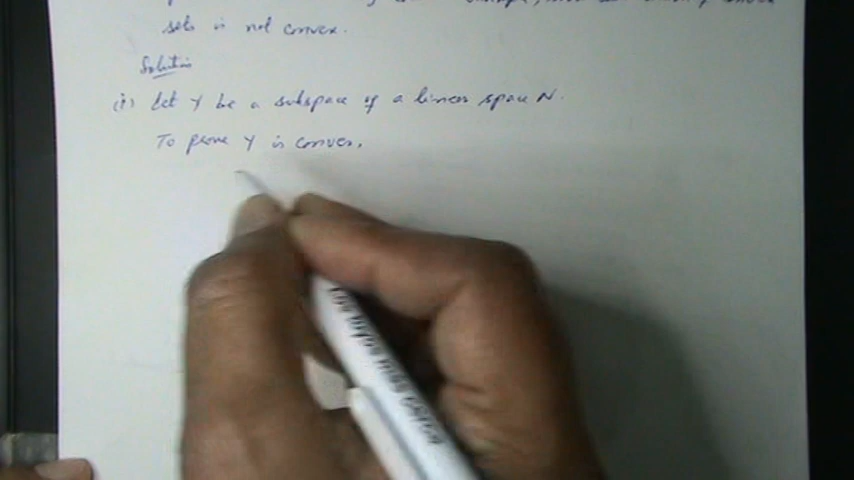 sets is not convex.
Solution
(i) Let Y be a subspace of a linear space N.
To prove Y is convex.